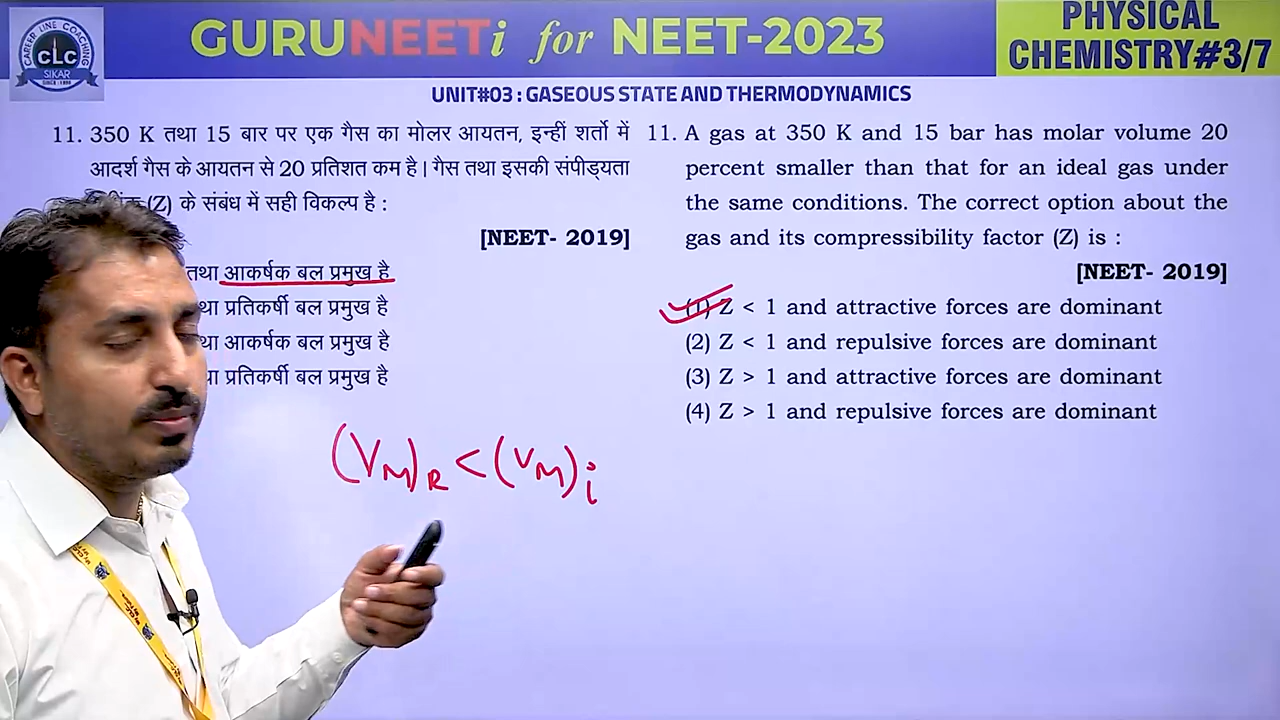 GURUNEETi for NEET-2023
PHYSICAL
CHEMISTRY#3/7
CAREER LINE COACHING
CLC
SIKAR
SINCE : 1996
UNIT#03 : GASEOUS STATE AND THERMODYNAMICS
11. 350 K तथा 15 बार पर एक गैस का मोलर आयतन, इन्हीं शर्तो में
आदर्श गैस के आयतन से 20 प्रतिशत कम है। गैस तथा इसकी संपीड्यता
(Z) के संबंध में सही विकल्प है :
[NEET- 2019]
तथा आकर्षक बल प्रमुख है
प्रतिकर्षी बल प्रमुख है
आकर्षक बल प्रमुख है
प्रतिकर्षी बल प्रमुख है
11. A gas at 350 K and 15 bar has molar volume 20
percent smaller than that for an ideal gas under
the same conditions. The correct option about the
gas and its compressibility factor (Z) is :
[NEET- 2019]
(1) Z < 1 and attractive forces are dominant
(2) Z < 1 and repulsive forces are dominant
(3) Z > 1 and attractive forces are dominant
(4) Z > 1 and repulsive forces are dominant
(VM)R < (VM)i